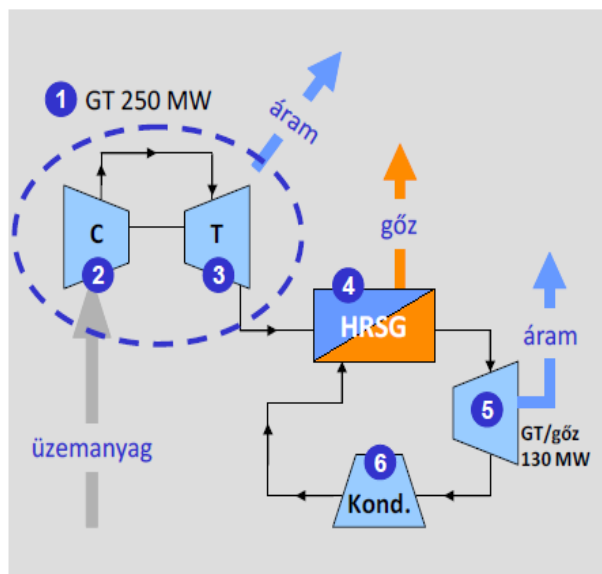 1 GT 250 MW
áram
C
T
2
3
gőz
4
HRSG
áram
5
GT/gőz
130 MW
üzemanyag
6
Kond.